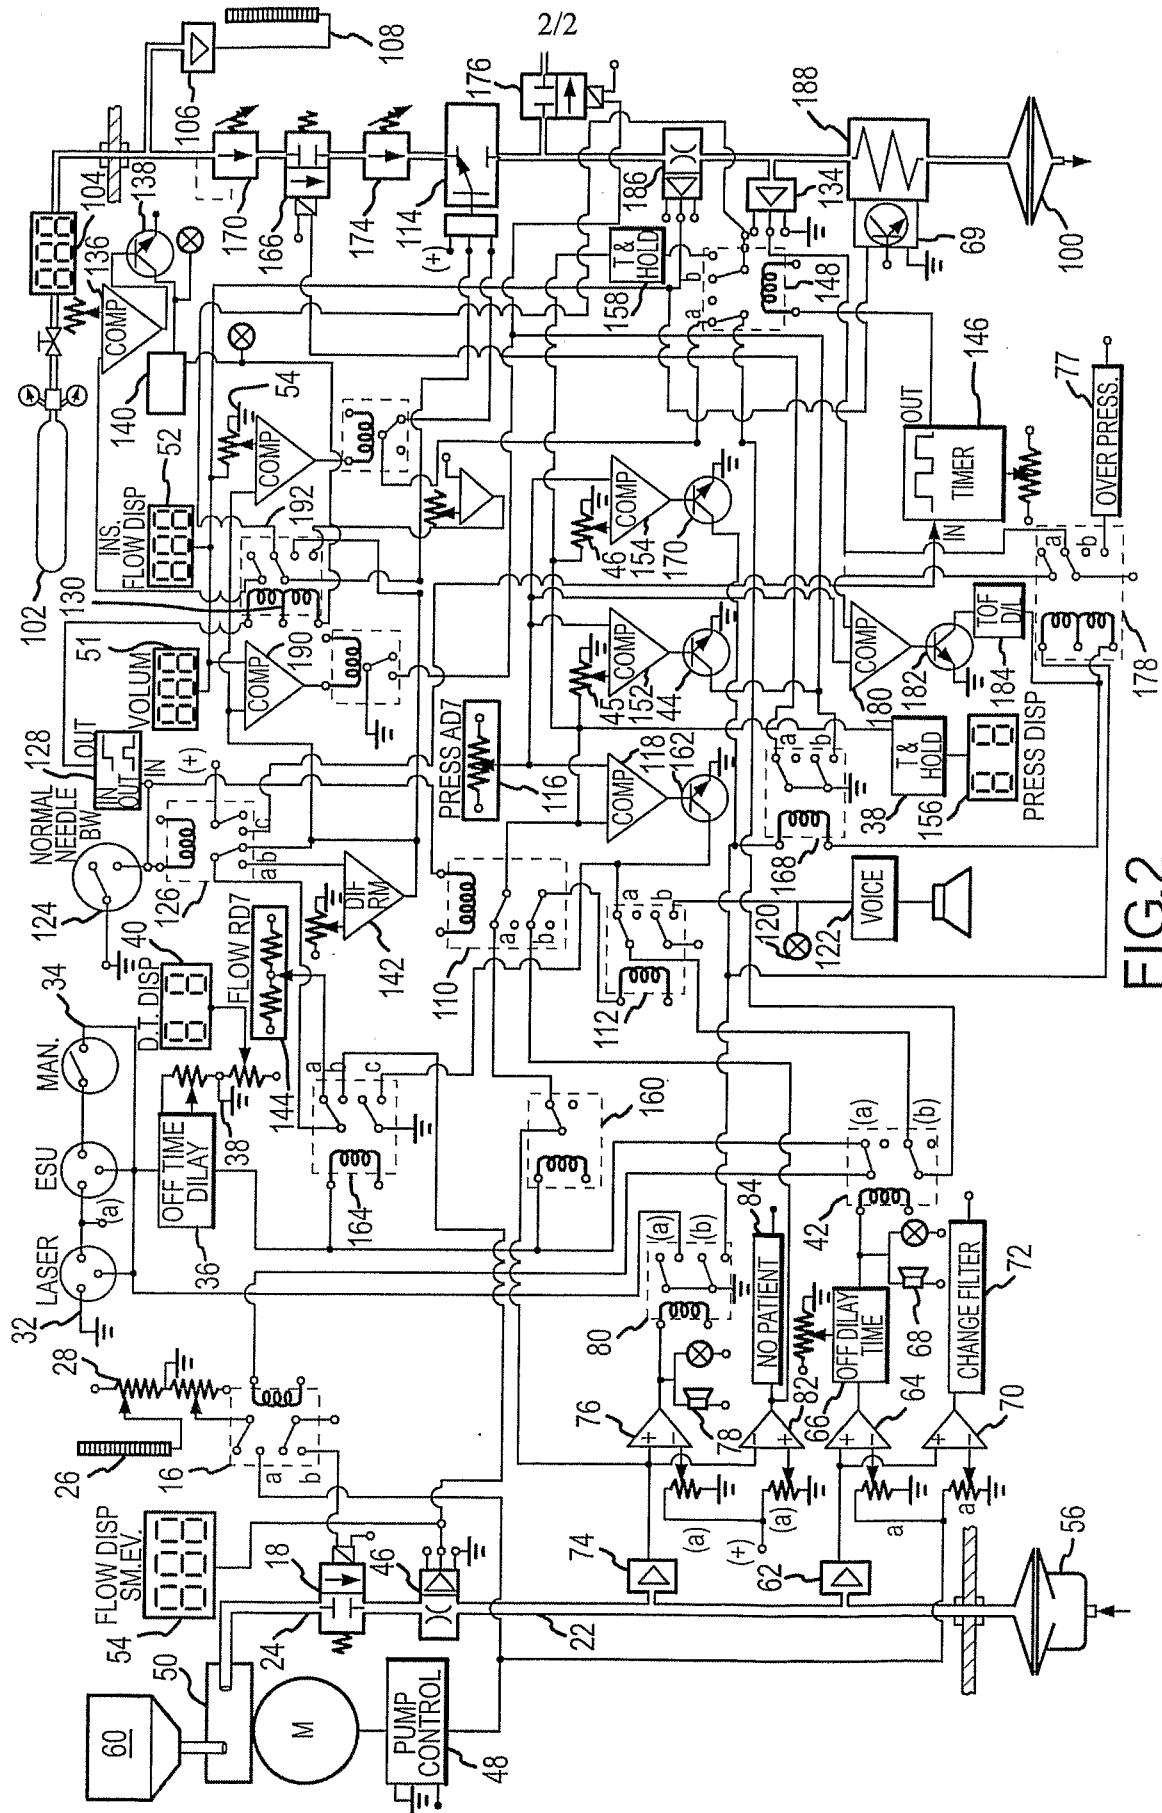 2/2
108
106
104
138
136
COMP
140
170
166
174
114
(+)
176
186
T &
HOLD
158
134
188
69
100
102
INS.
FLOW DISP
52
54
COMP
192
130
51
VOLUM
COMP
190
a
b
148
146
OUT
TIMER
IN
77
OVER PRESS.
a
b
178
46
COMP
154
170
45
COMP
152
44
COMP
180
182
TOF
D/L
184
128
OUT
IN
OUT
IN
NORMAL
NEEDLE
BW
124
126
(+)
a
b
c
DIF
RM
142
PRESS AD7
116
COMP
118
162
a
b
168
T &
HOLD
38
156
PRESS DISP
110
a
b
112
a
b
120
VOICE
122
FIG.2
34
MAN.
ESU
LASER
32
(a)
D.T. DISP
40
FLOW RD7
144
38
OFF TIME
DILAY
36
a
b
c
164
160
28
26
16
a
b
FLOW DISP
SM.EV.
54
18
46
24
22
50
60
M
PUMP
CONTROL
48
80
(a)
(b)
76
+
−
78
NO PATIENT
84
82
−
+
(a)
(+)
(a)
74
62
42
(a)
(b)
OFF DILAY
TIME
66
64
68
+
−
CHANGE FILTER
72
70
+
−
a
a
56